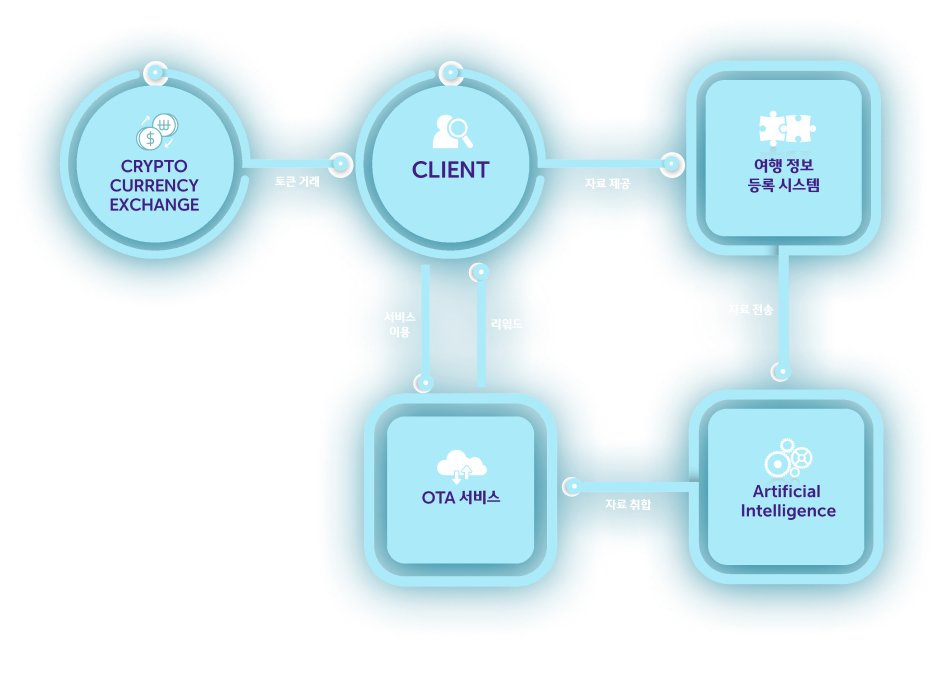 CRYPTO
CURRENCY
EXCHANGE
토큰 거래
CLIENT
자료 제공
여행 정보
등록 시스템
서비스
이용
리워드
자료 전송
OTA 서비스
자료 취합
Artificial
Intelligence